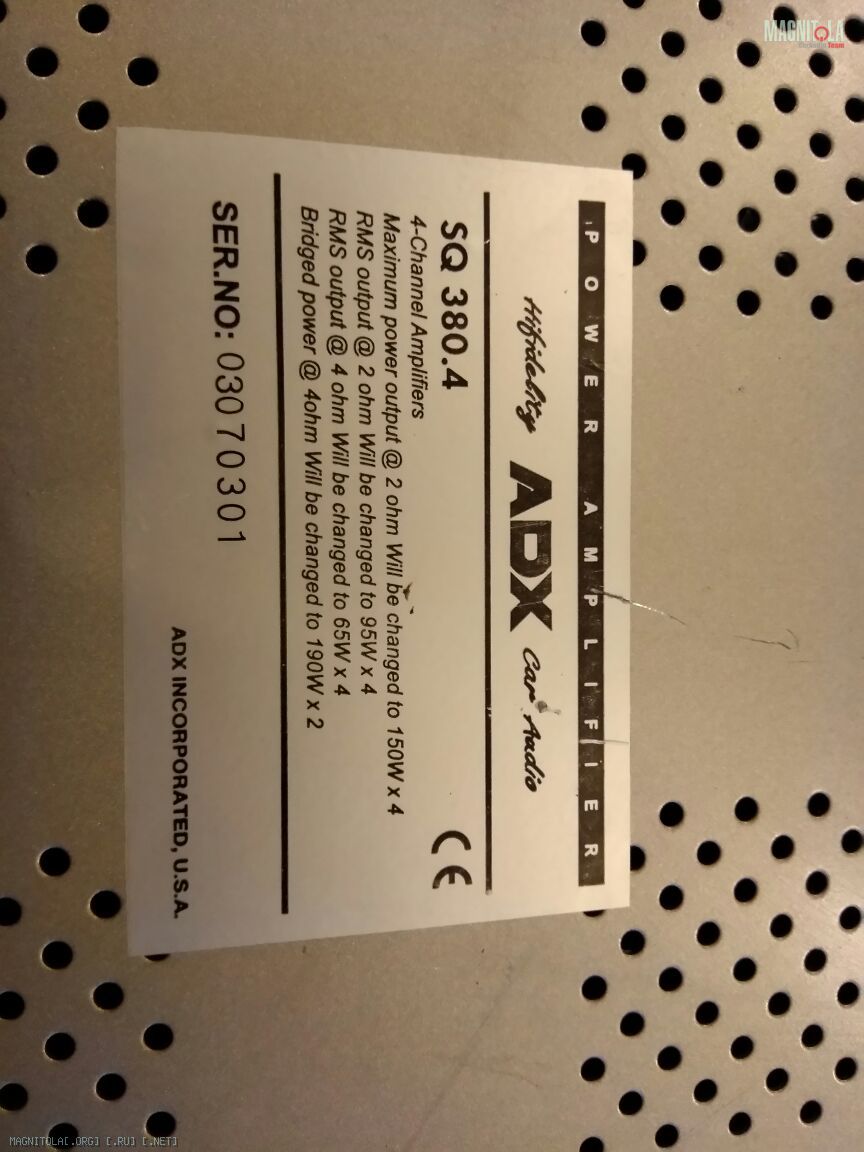 POWER AMPLIFIER
Hifidelity ADX Car Audio
SQ 380.4
CE
4-Channel Amplifiers
Maximum power output @ 2 ohm Will be changed to 150W x 4
RMS output @ 2 ohm Will be changed to 95W x 4
RMS output @ 4 ohm Will be changed to 65W x 4
Bridged power @ 4ohm Will be changed to 190W x 2
SER.NO: 03070301
ADX INCORPORATED, U.S.A.
MAGNITOLA
MAGNITOLA[.ORG] [.RU] [.NET]